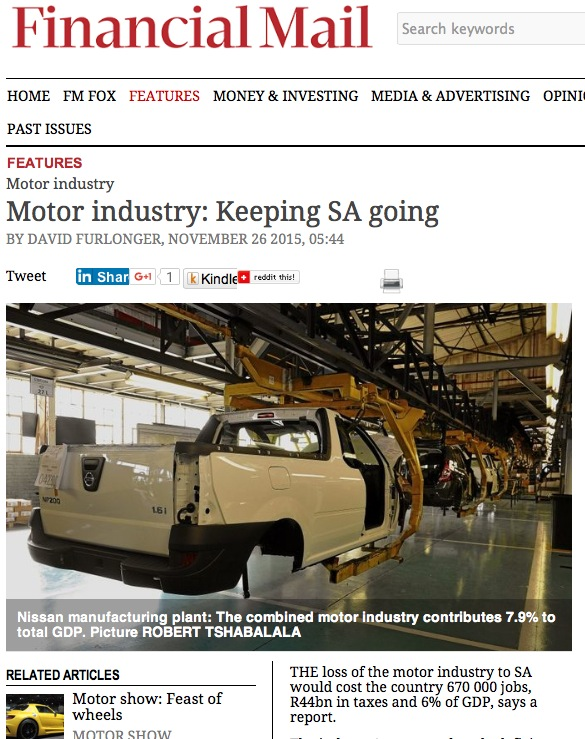 Financial Mail
Search keywords
HOME FM FOX FEATURES MONEY & INVESTING MEDIA & ADVERTISING OPINI
PAST ISSUES
FEATURES
Motor industry
Motor industry: Keeping SA going
BY DAVID FURLONGER, NOVEMBER 26 2015, 05:44
Tweet in Shar G+1 1 k Kindle reddit this!
NP200 1.6i
Nissan manufacturing plant: The combined motor industry contributes 7.9% to
total GDP. Picture ROBERT TSHABALALA
RELATED ARTICLES
Motor show: Feast of
wheels
MOTOR SHOW
THE loss of the motor industry to SA
would cost the country 670 000 jobs,
R44bn in taxes and 6% of GDP, says a
report.